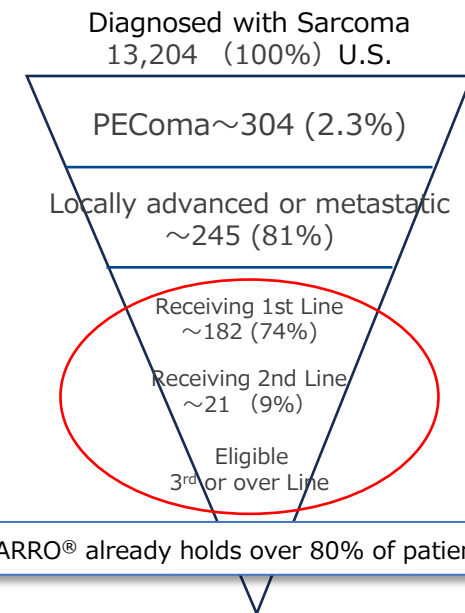 Diagnosed with Sarcoma
13,204 （100%）U.S.
PEComa～304 (2.3%)
Locally advanced or metastatic
～245 (81%)
Receiving 1st Line
～182 (74%)
Receiving 2nd Line
～21 （9%）
Eligible
3rd or over Line
ARRO® already holds over 80% of patien